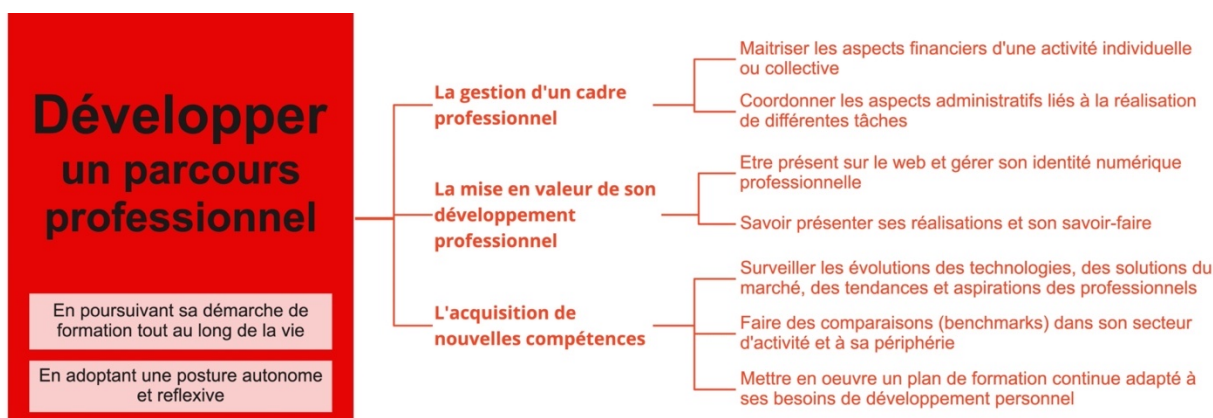 Développer
un parcours
professionnel
En poursuivant sa démarche de
formation tout au long de la vie
En adoptant une posture autonome
et reflexive
La gestion d'un cadre
professionnel
Maitriser les aspects financiers d'une activité individuelle
ou collective
Coordonner les aspects administratifs liés à la réalisation
de différentes tâches
La mise en valeur de son
développement
professionnel
Etre présent sur le web et gérer son identité numérique
professionnelle
Savoir présenter ses réalisations et son savoir-faire
L'acquisition de
nouvelles compétences
Surveiller les évolutions des technologies, des solutions du
marché, des tendances et aspirations des professionnels
Faire des comparaisons (benchmarks) dans son secteur
d'activité et à sa périphérie
Mettre en oeuvre un plan de formation continue adapté à
ses besoins de développement personnel